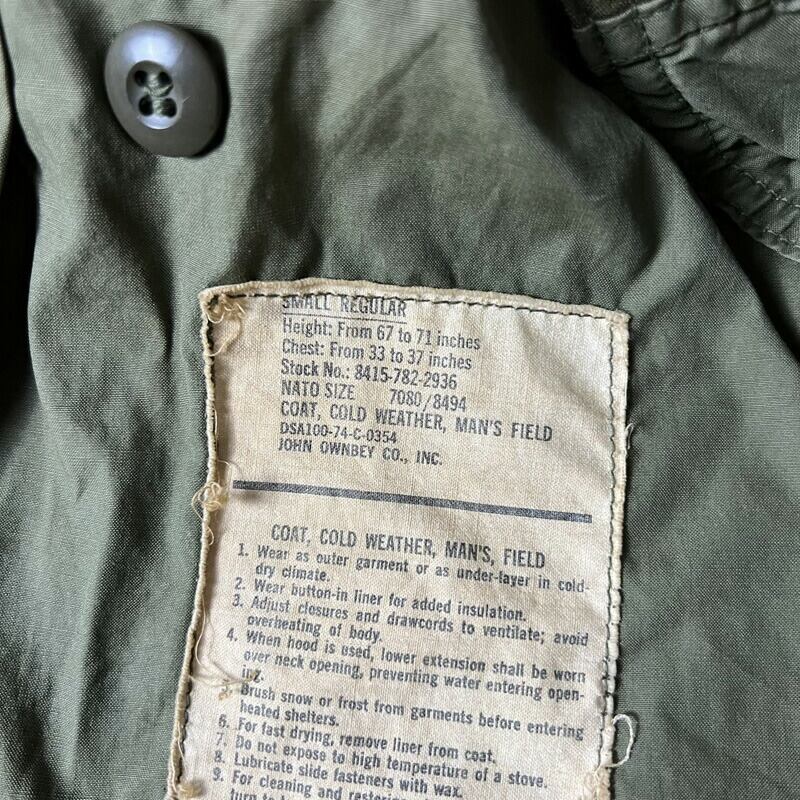 SMALL REGULAR
Height: From 67 to 71 inches
Chest: From 33 to 37 inches
Stock No.: 8415-782-2936
NATO SIZE 7080/8494
COAT, COLD WEATHER, MAN'S FIELD
DSA100-74-C-0354
JOHN OWNBEY CO., INC.
COAT, COLD WEATHER, MAN'S, FIELD
1. Wear as outer garment or as under-layer in cold-
dry climate.
2. Wear button-in liner for added insulation.
3. Adjust closures and drawcords to ventilate; avoid
overheating of body.
4. When hood is used, lower extension shall be worn
over neck opening, preventing water entering open-
ing.
Brush snow or frost from garments before entering
heated shelters.
6. For fast drying, remove liner from coat.
7. Do not expose to high temperature of a stove.
8. Lubricate slide fasteners with wax.
9. For cleaning and